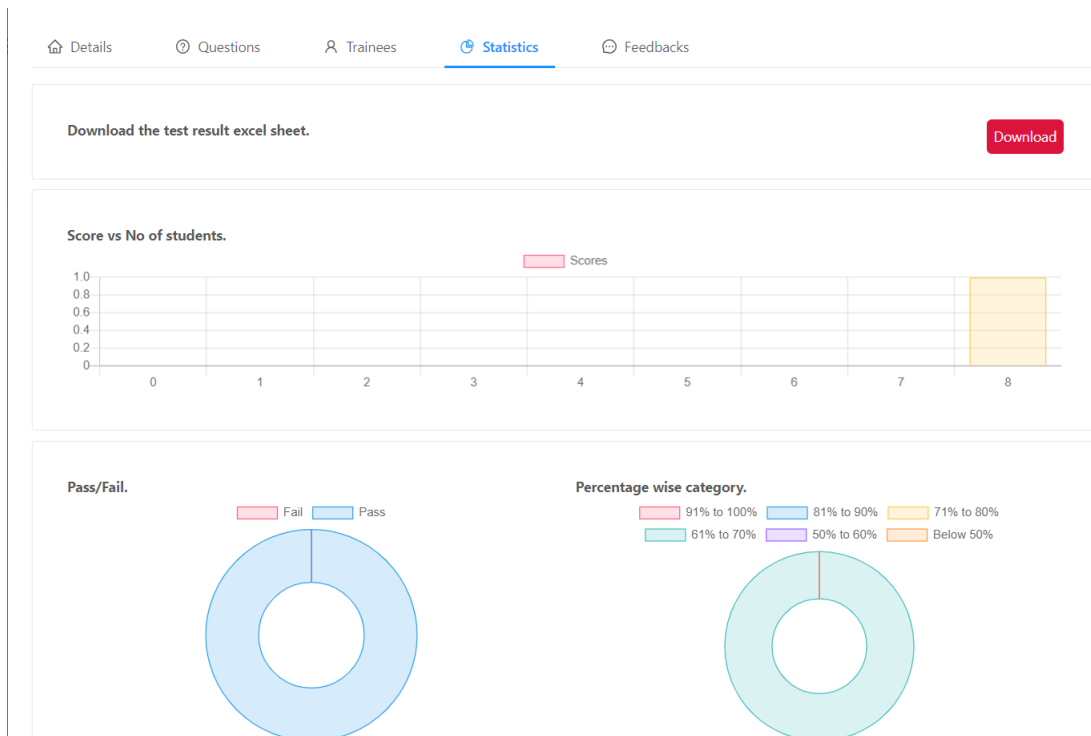 Details Questions Trainees Statistics Feedbacks
Download the test result excel sheet.
Download
Score vs No of students.
Scores
1.0
0.8
0.6
0.4
0.2
0
0 1 2 3 4 5 6 7 8
Pass/Fail.
Fail Pass
Percentage wise category.
91% to 100% 81% to 90% 71% to 80%
61% to 70% 50% to 60% Below 50%